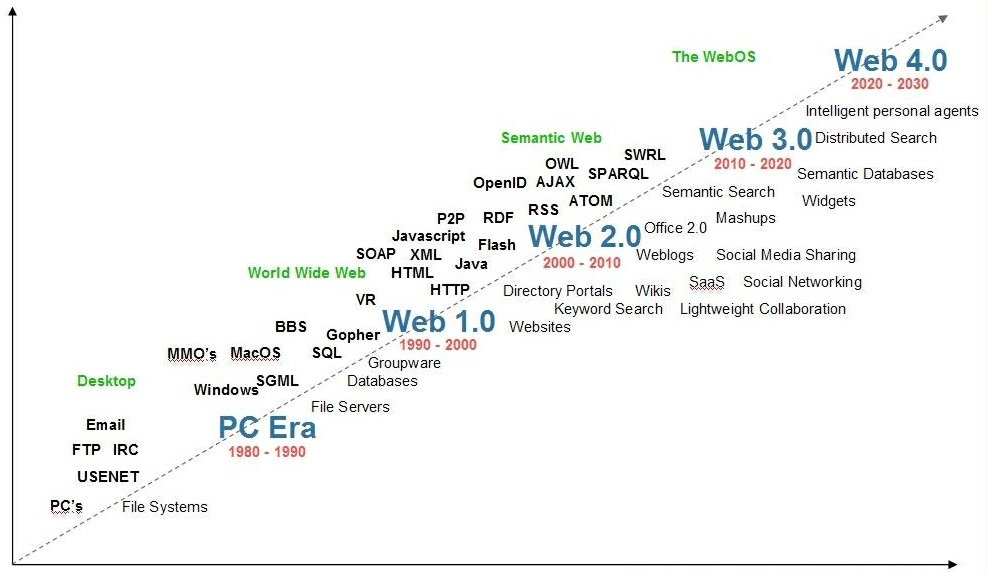 The WebOS
Web 4.0
2020 - 2030
Intelligent personal agents
Semantic Web
Web 3.0
Distributed Search
2010 - 2020
SWRL
OWL
SPARQL
Semantic Databases
OpenID
AJAX
Semantic Search
Widgets
ATOM
RSS
P2P
RDF
Mashups
Office 2.0
Javascript
Web 2.0
Flash
SOAP
XML
Weblogs
Social Media Sharing
Java
2000 - 2010
World Wide Web
HTML
SaaS
Social Networking
HTTP
Directory Portals
Wikis
VR
Keyword Search
Lightweight Collaboration
Web 1.0
BBS
Websites
Gopher
1990 - 2000
MMO's
MacOS
SQL
Groupware
Desktop
SGML
Databases
Windows
File Servers
Email
PC Era
FTP
IRC
1980 - 1990
USENET
PC's
File Systems